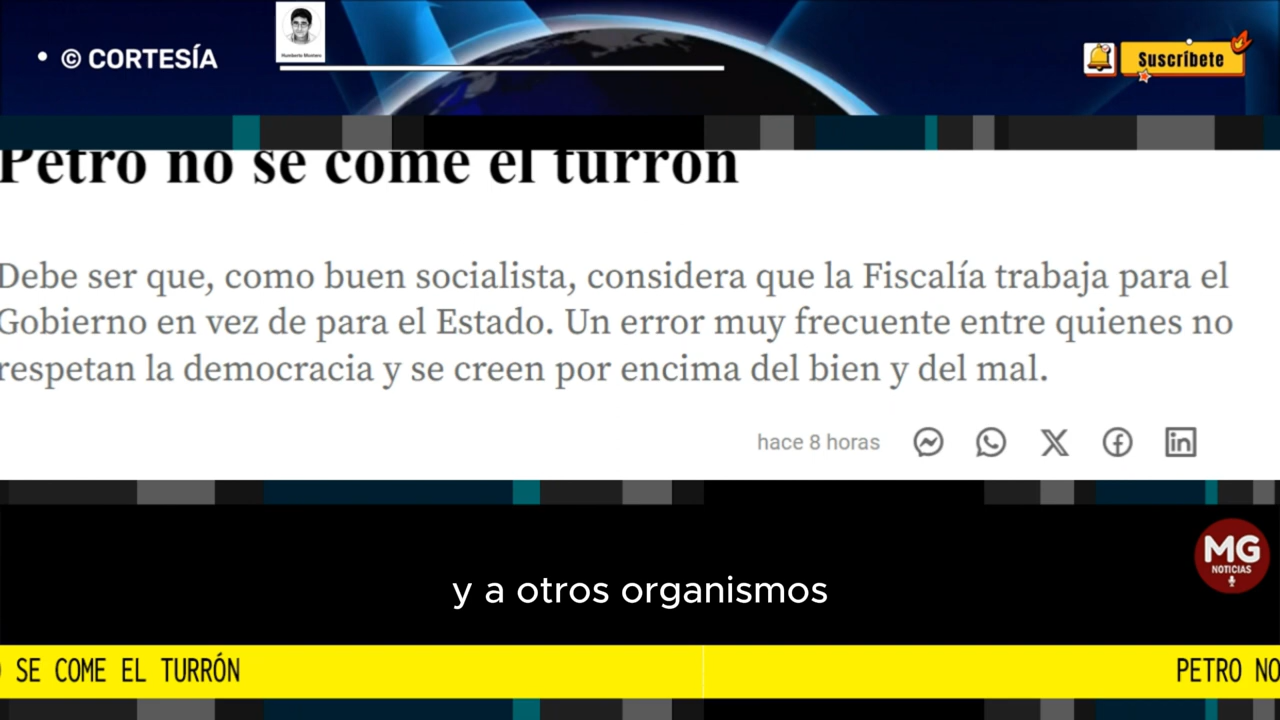 • © CORTESÍA
Humberto Montero
Suscríbete
Petro no se come el turrón
Debe ser que, como buen socialista, considera que la Fiscalía trabaja para el
Gobierno en vez de para el Estado. Un error muy frecuente entre quienes no
respetan la democracia y se creen por encima del bien y del mal.
hace 8 horas
MG
NOTICIAS
y a otros organismos
SE COME EL TURRÓN
PETRO NO